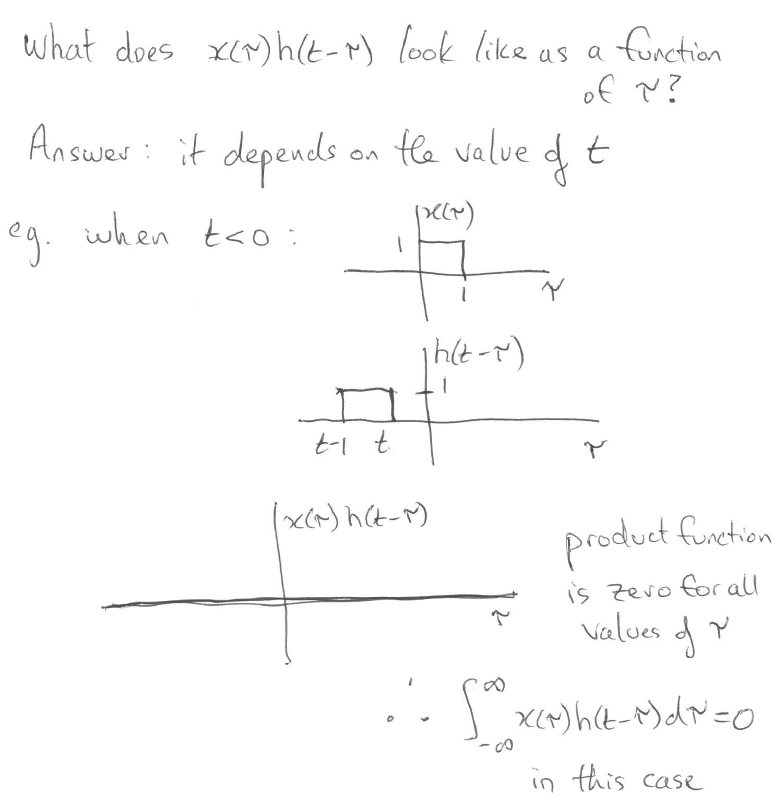 What does x(τ)h(t-τ) look like as a function
of τ?
Answer: it depends on the value of t
eg. when t<0:
x(τ)
1
1
τ
h(t-τ)
1
t-1 t
τ
x(τ)h(t-τ)
τ
product function
is zero for all
values of τ
∴ ∫_{-∞}^{∞} x(τ)h(t-τ)dτ=0
in this case